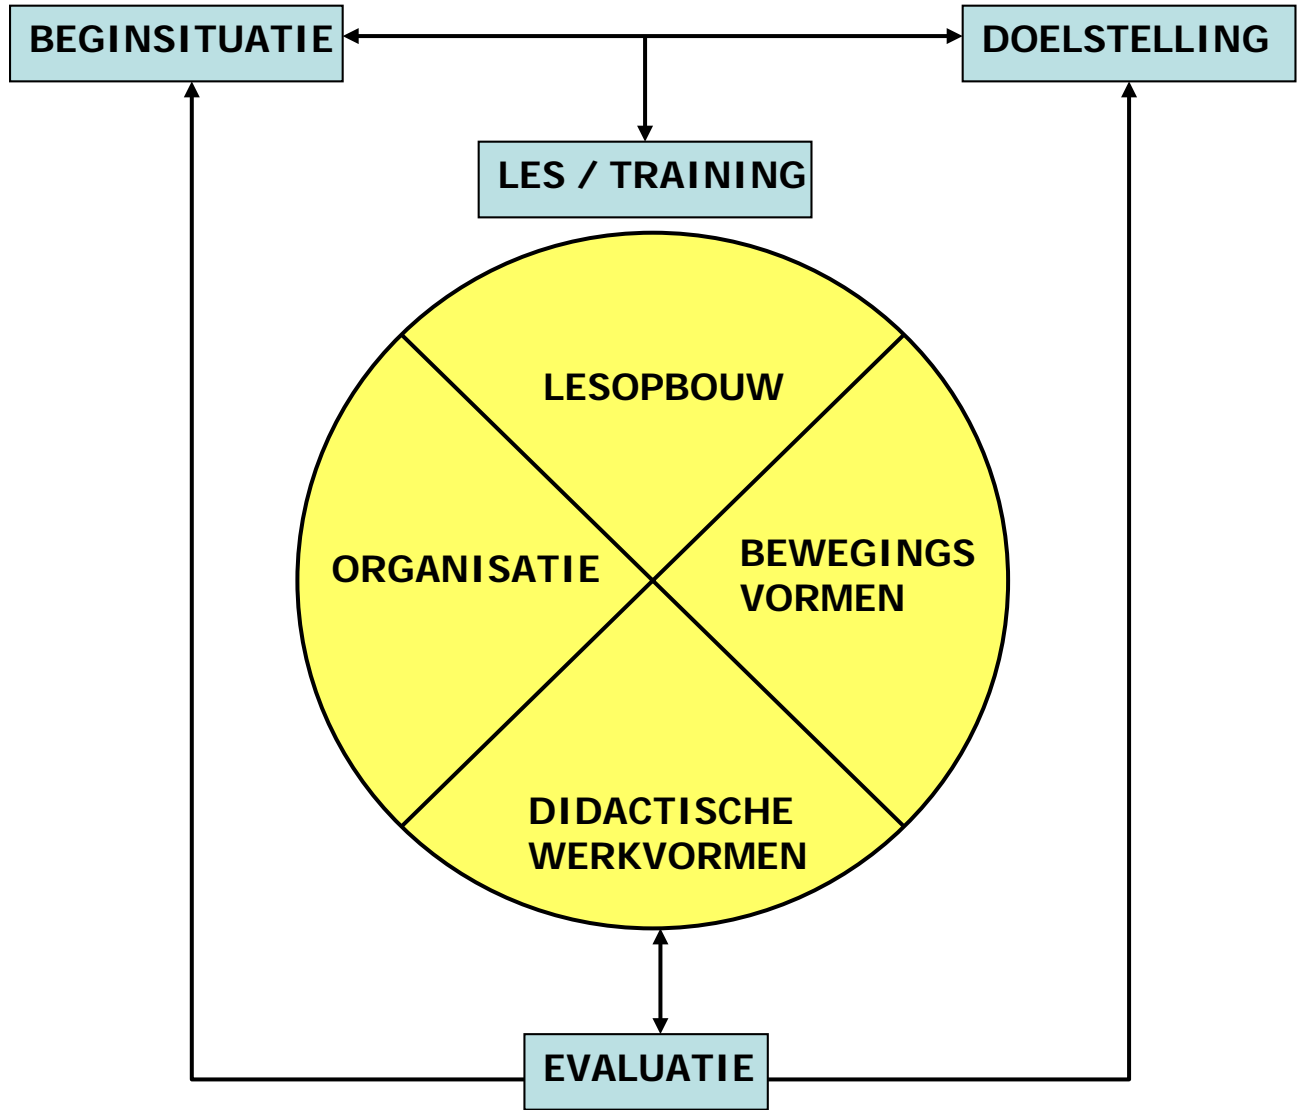 BEGINSITUATIE
DOELSTELLING
LES / TRAINING
LESOPBOUW
ORGANISATIE
BEWEGINGS
VORMEN
DIDACTISCHE
WERKVORMEN
EVALUATIE